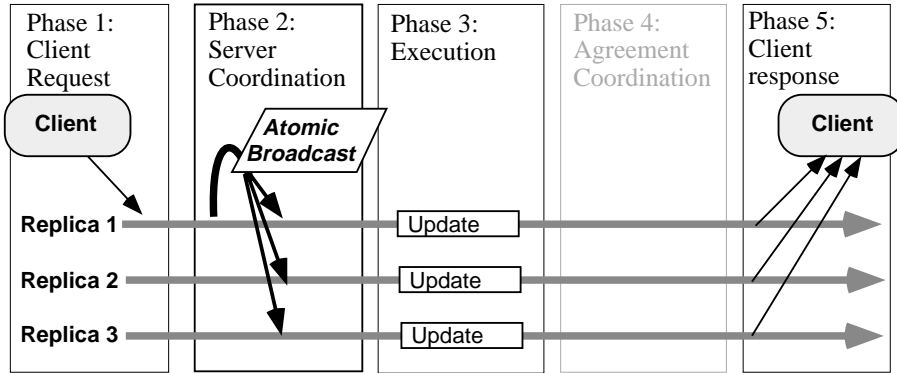 Phase 1:
Client
Request
Phase 2:
Server
Coordination
Phase 3:
Execution
Phase 4:
Agreement
Coordination
Phase 5:
Client
response
Client
Atomic
Broadcast
Client
Replica 1
Update
Replica 2
Update
Replica 3
Update